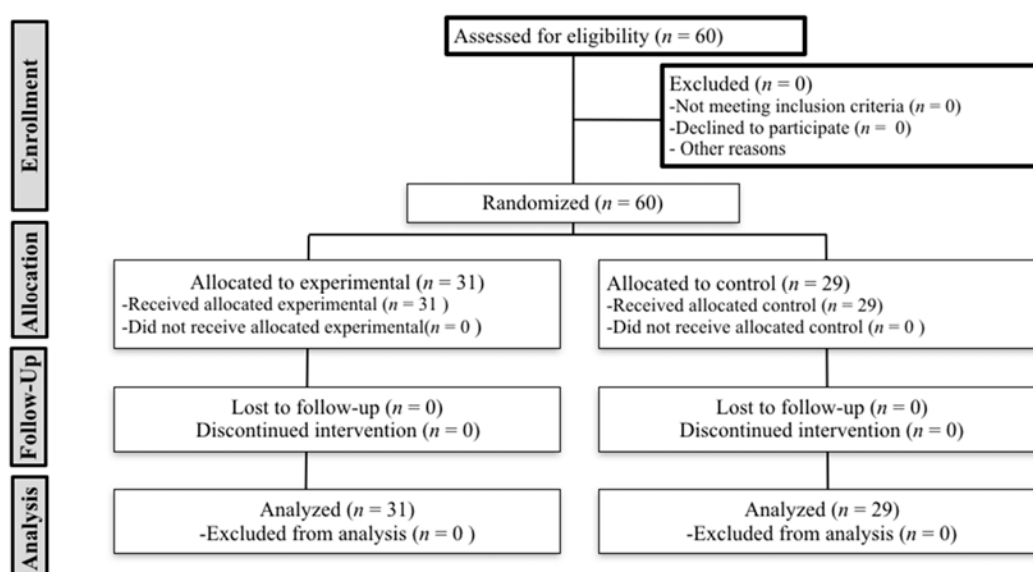 Enrollment
Assessed for eligibility (n = 60)
Excluded (n = 0)
-Not meeting inclusion criteria (n = 0)
-Declined to participate (n =  0)
- Other reasons
Randomized (n = 60)
Allocation
Allocated to experimental (n = 31)
-Received allocated experimental (n = 31 )
-Did not receive allocated experimental(n = 0 )
Allocated to control (n = 29)
-Received allocated control (n = 29)
-Did not receive allocated control (n = 0 )
Follow-Up
Lost to follow-up (n = 0)
Discontinued intervention (n = 0)
Lost to follow-up (n = 0)
Discontinued intervention (n = 0)
Analysis
Analyzed (n = 31)
-Excluded from analysis (n = 0 )
Analyzed (n = 29)
-Excluded from analysis (n = 0)